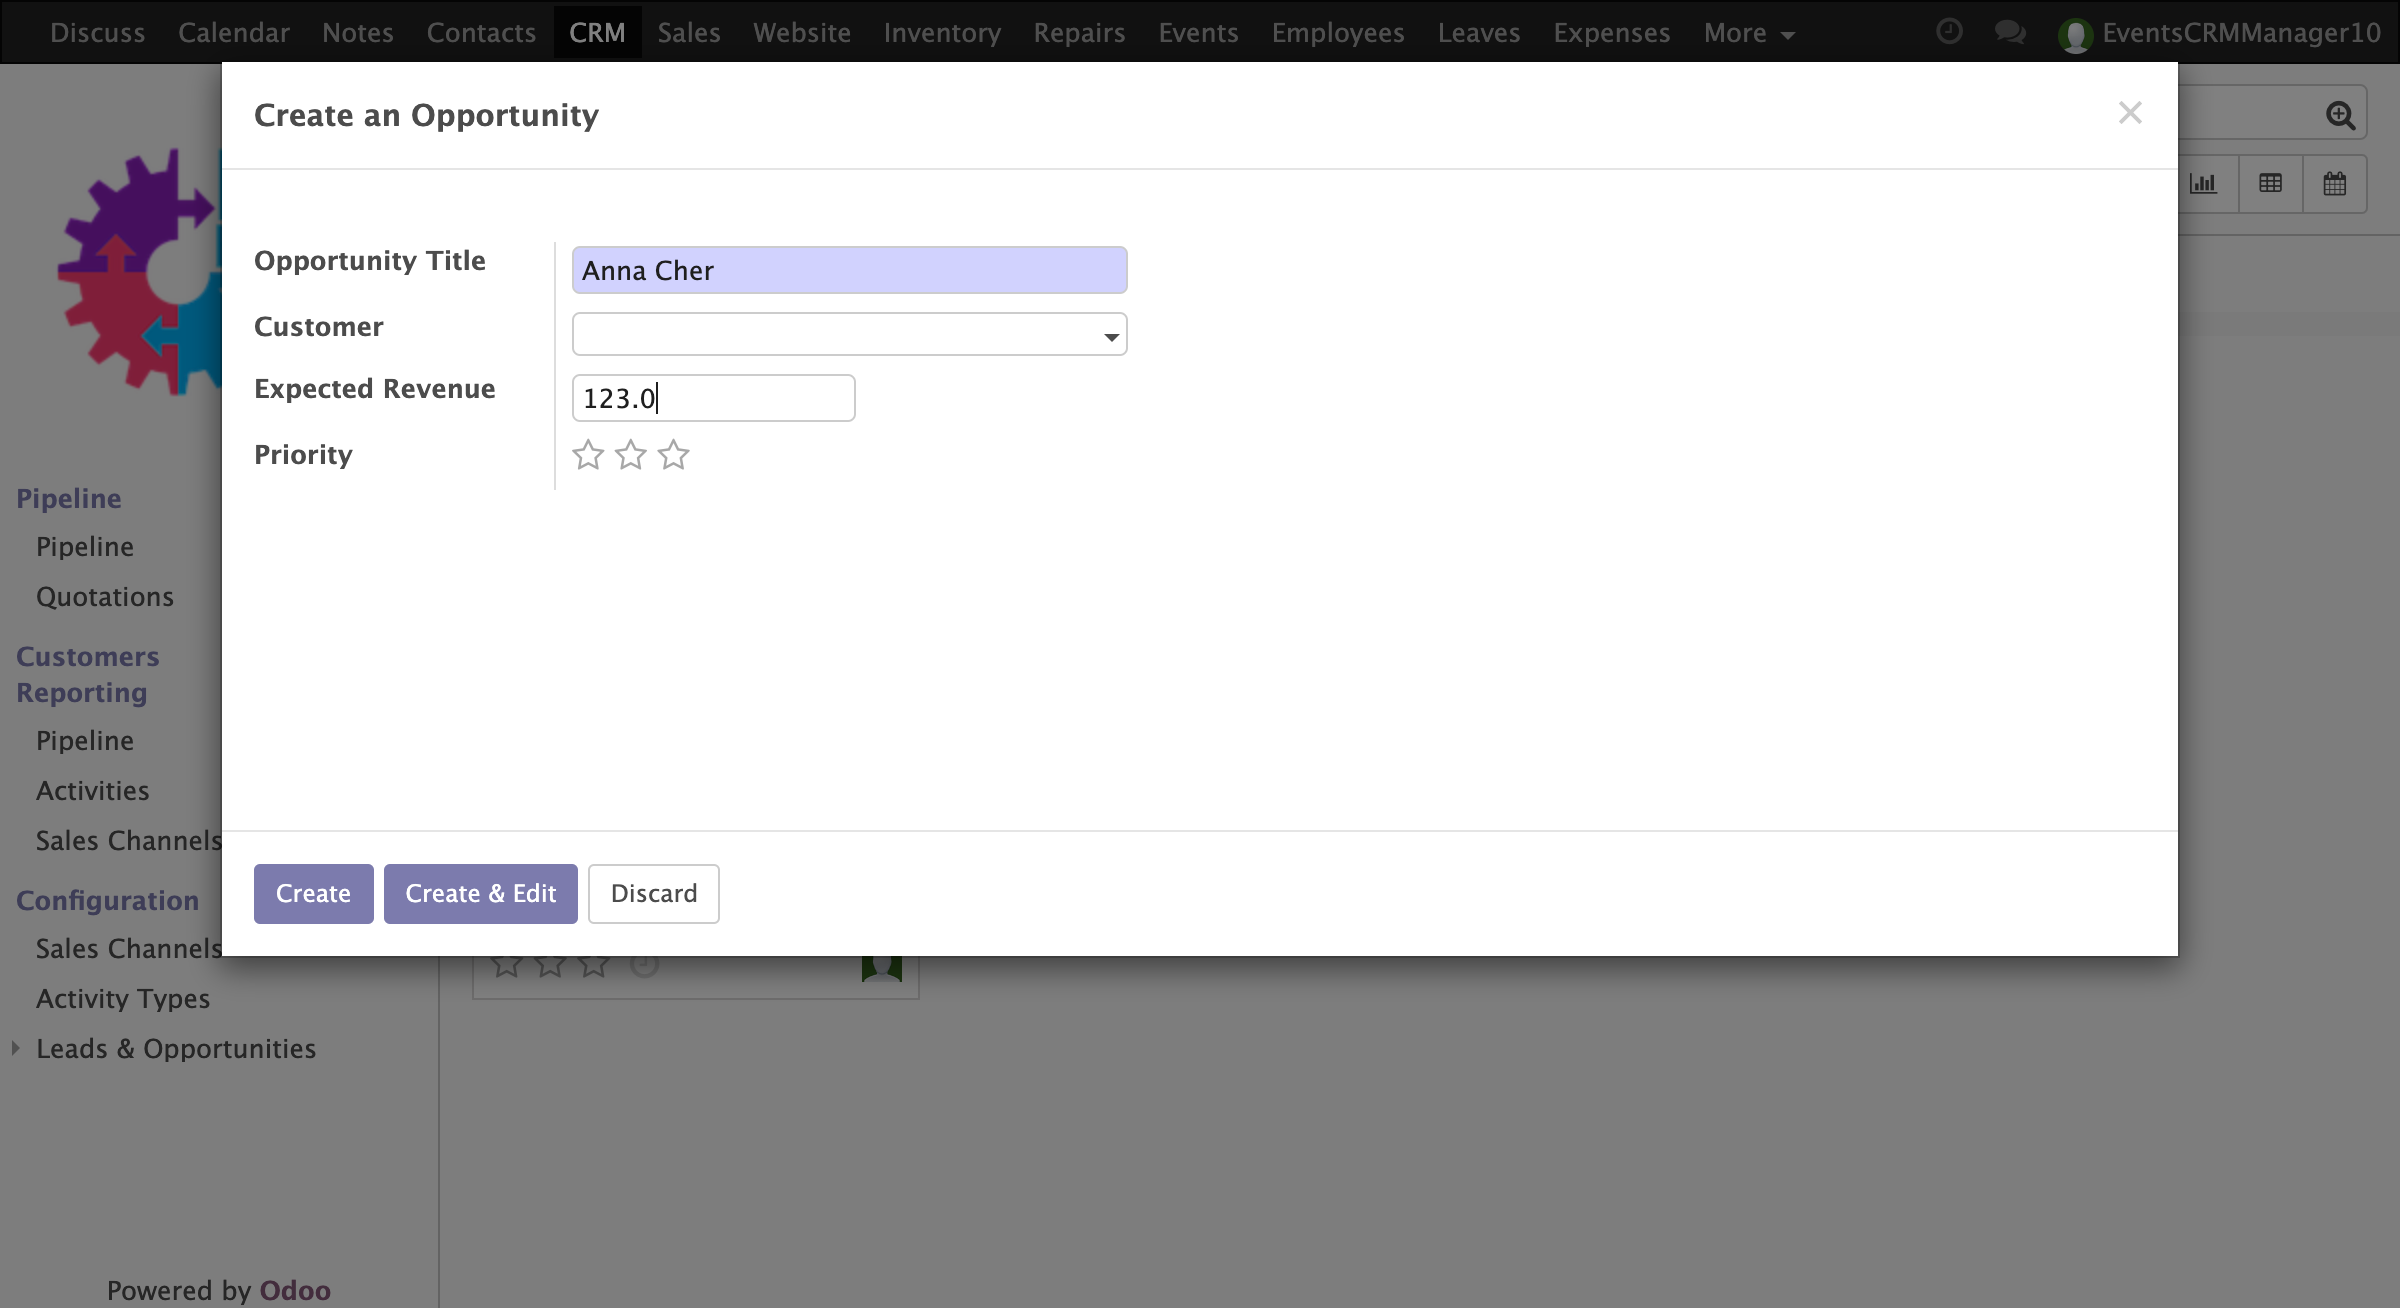 Discuss Calendar Notes Contacts CRM Sales Website Inventory Repairs Events Employees Leaves Expenses More EventsCRMManager10
Create an Opportunity
Opportunity Title
Anna Cher
Customer
Expected Revenue
123.0
Priority
Create
Create & Edit
Discard
Pipeline
Pipeline
Quotations
Customers
Reporting
Pipeline
Activities
Sales Channels
Configuration
Sales Channels
Activity Types
Leads & Opportunities
Powered by Odoo